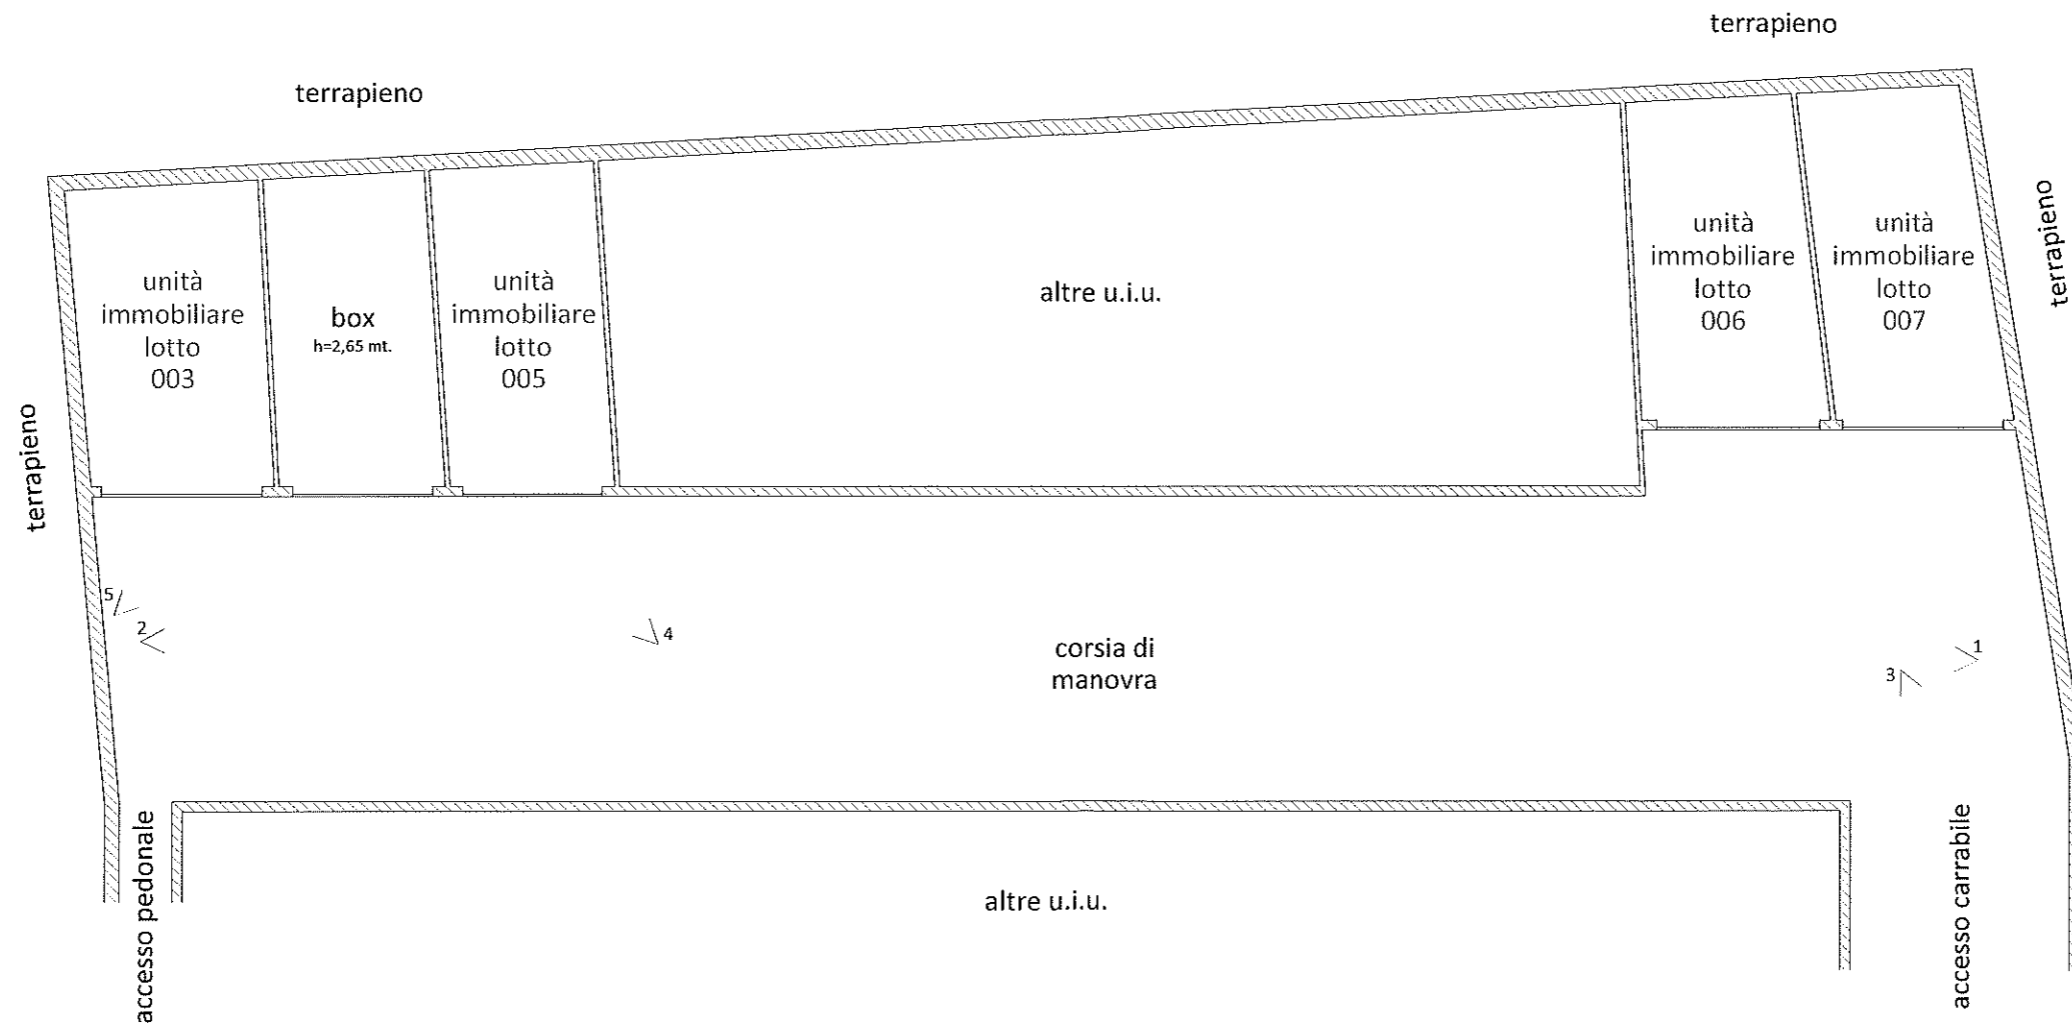 terrapieno
terrapieno
terrapieno
terrapieno
unità
immobiliare
lotto
003
box
h=2,65 mt.
unità
immobiliare
lotto
005
altre u.i.u.
unità
immobiliare
lotto
006
unità
immobiliare
lotto
007
5
2
4
corsia di
manovra
3
1
accesso pedonale
altre u.i.u.
accesso carrabile